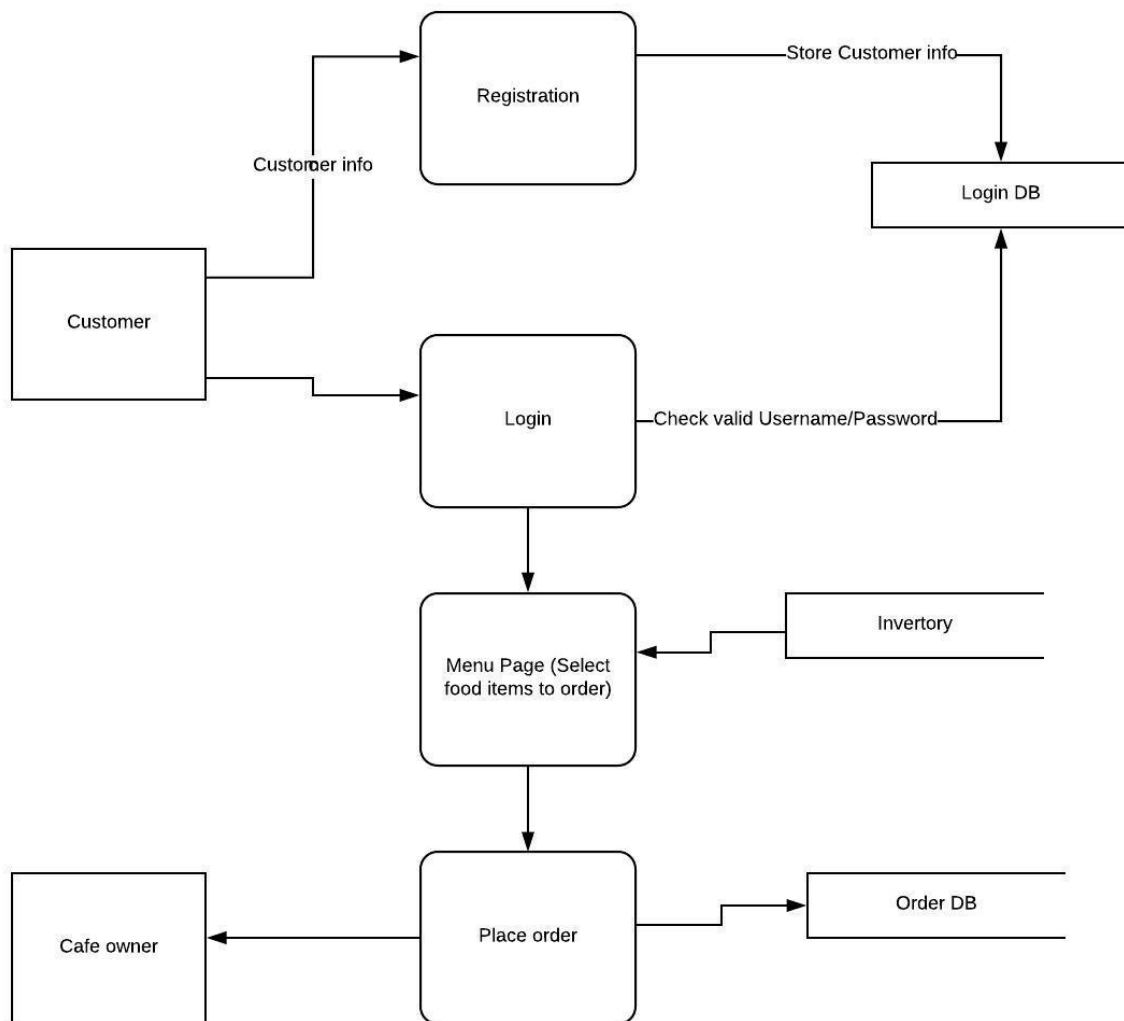 Registration
Store Customer info
Customer info
Login DB
Customer
Login
Check valid Username/Password
Invertory
Menu Page (Select
food items to order)
Order DB
Cafe owner
Place order